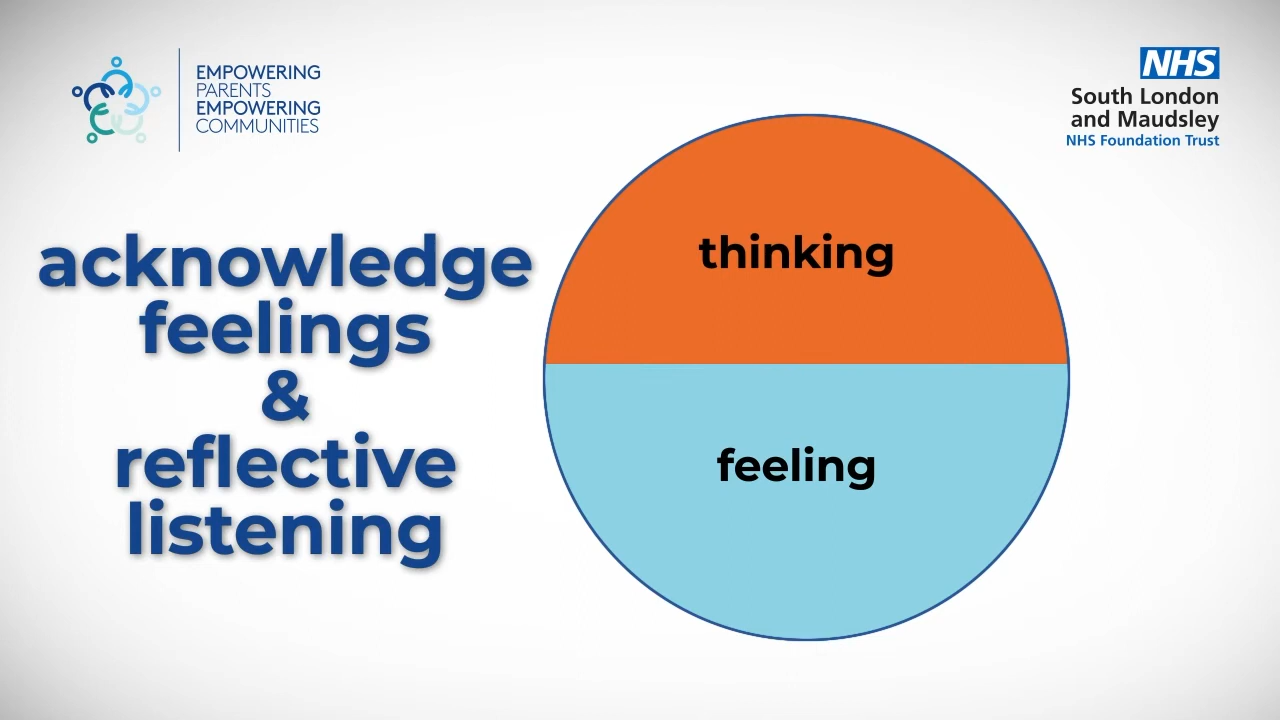 EMPOWERING
PARENTS
EMPOWERING
COMMUNITIES
NHS
South London
and Maudsley
NHS Foundation Trust
acknowledge
feelings
&
reflective
listening
thinking
feeling